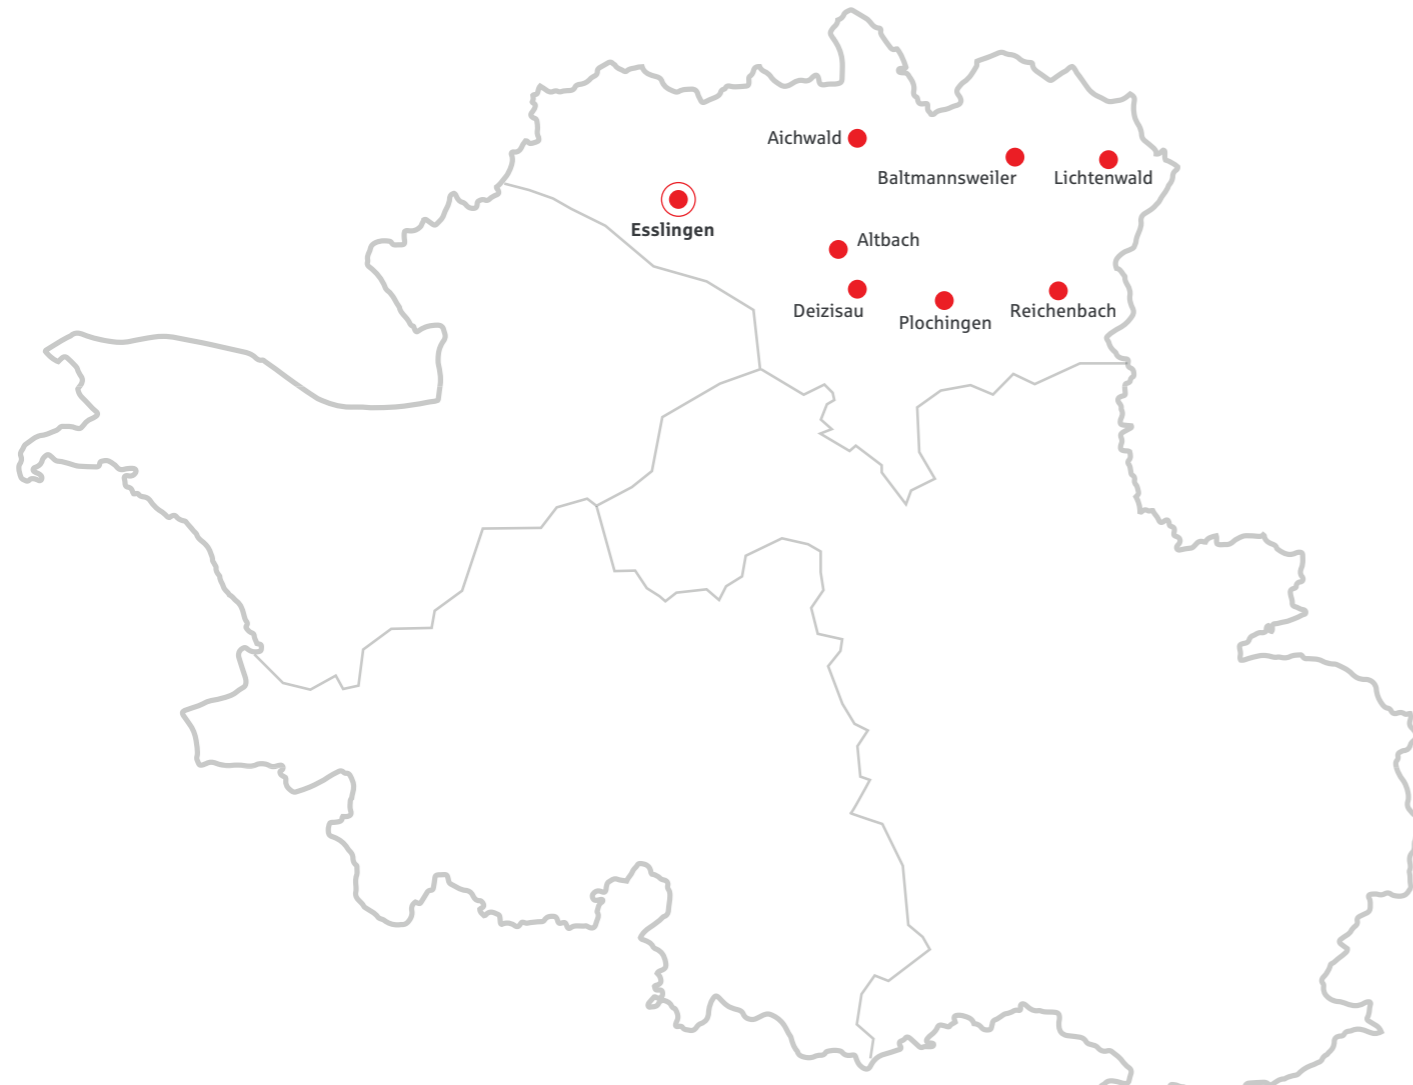 Aichwald
Baltmannsweiler
Lichtenwald
Esslingen
Altbach
Deizisau
Plochingen
Reichenbach